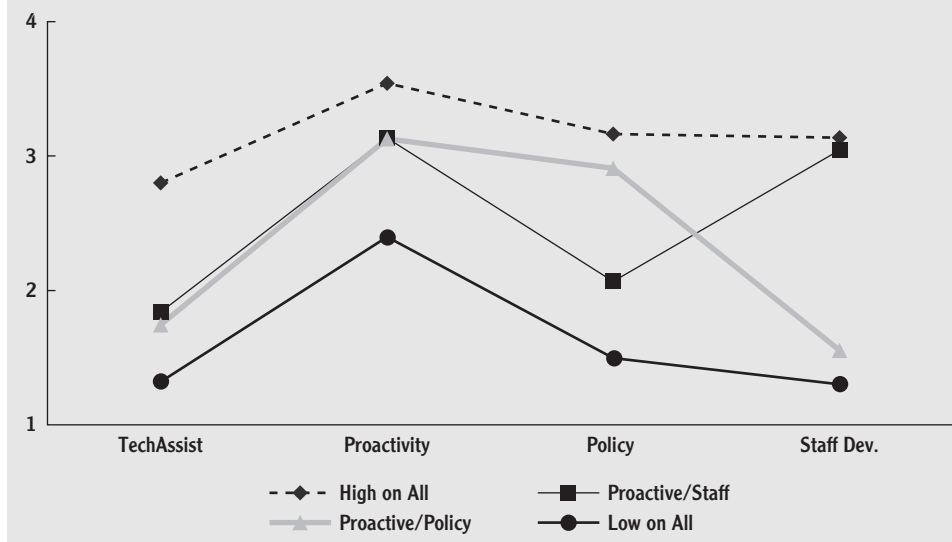 4
3
2
1
TechAssist Proactivity Policy Staff Dev.
High on All Proactive/Staff
Proactive/Policy Low on All